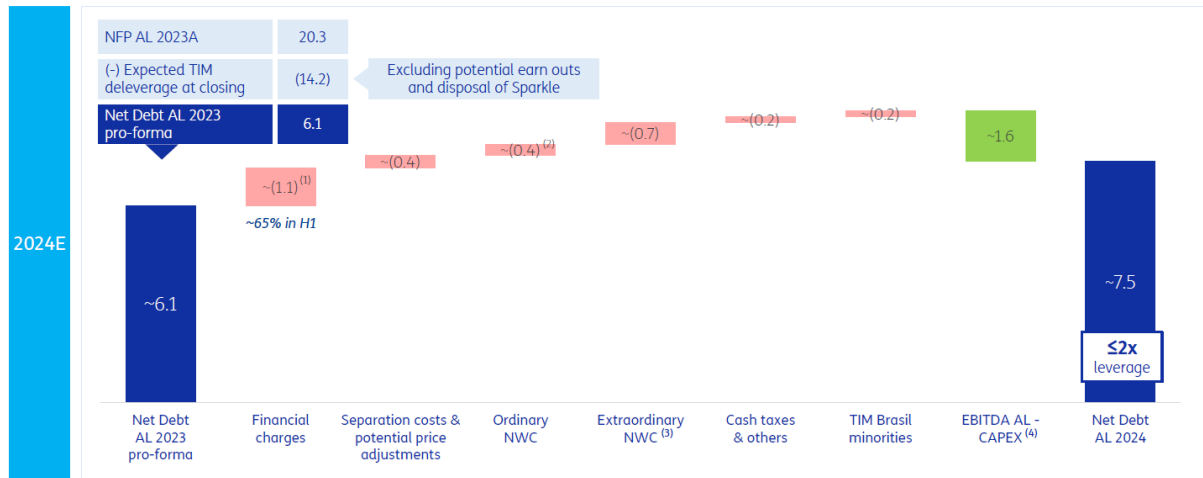 2024E
NFP AL 2023A 20.3
(-) Expected TIM
deleverage at closing (14.2)
Net Debt AL 2023
pro-forma 6.1
Excluding potential earn outs
and disposal of Sparkle
~6.1
~(1.1) (1)
~65% in H1
~(0.4)
~(0.4) (2)
~(0.7)
~(0.2)
~(0.2)
~1.6
~7.5
≤2x
leverage
Net Debt
AL 2023
pro-forma
Financial
charges
Separation costs &
potential price
adjustments
Ordinary
NWC
Extraordinary
NWC (3)
Cash taxes
& others
TIM Brasil
minorities
EBITDA AL -
CAPEX (4)
Net Debt
AL 2024